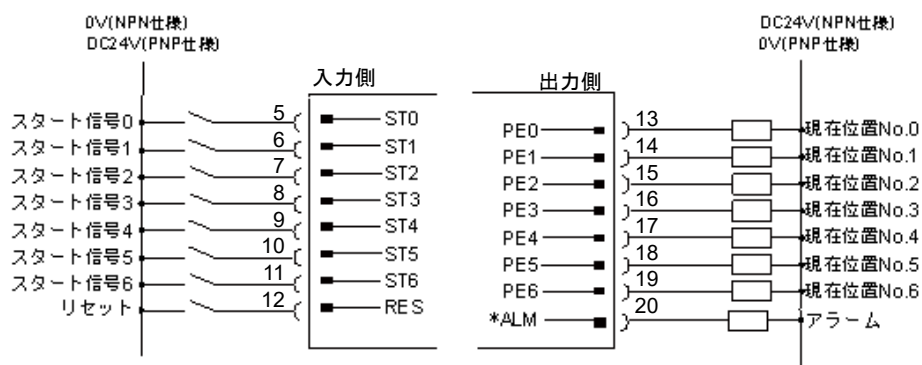 0V(NPN仕様)
DC24V(PNP仕様)
DC24V(NPN仕様)
0V(PNP仕様)
入力側
出力側
スタート信号0 5 ST0
スタート信号1 6 ST1
スタート信号2 7 ST2
スタート信号3 8 ST3
スタート信号4 9 ST4
スタート信号5 10 ST5
スタート信号6 11 ST6
リセット 12 RES
PE0 13 現在位置No.0
PE1 14 現在位置No.1
PE2 15 現在位置No.2
PE3 16 現在位置No.3
PE4 17 現在位置No.4
PE5 18 現在位置No.5
PE6 19 現在位置No.6
*ALM 20 アラーム